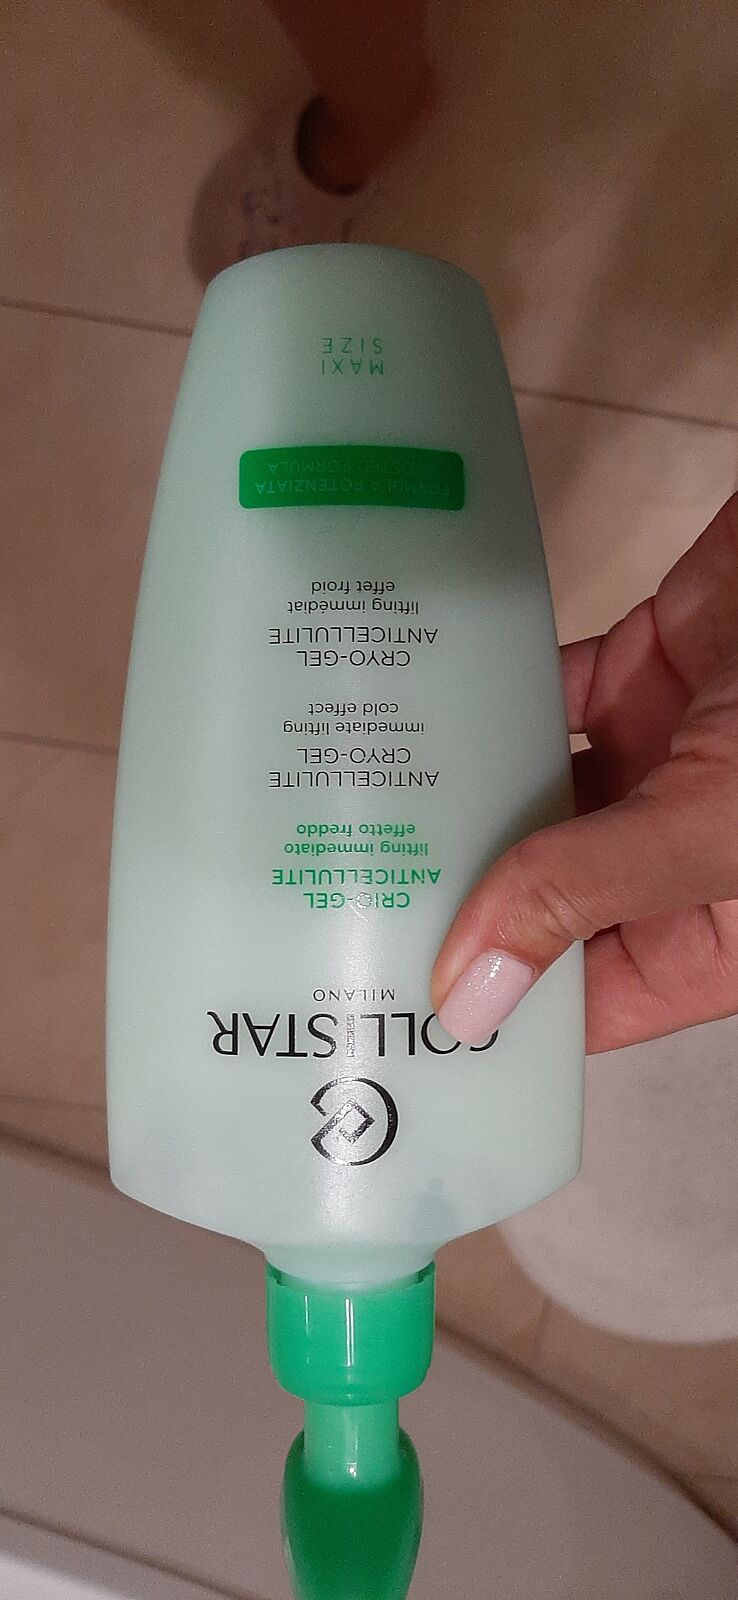 COLLISTAR
MILANO
CRIO-GEL
ANTICELLULITE
lifting immediato
effetto freddo
ANTICELLULITE
CRYO-GEL
immediate lifting
cold effect
CRYO-GEL
ANTICELLULITE
lifting immédiat
effet froid
FORMULA POTENZIATA
BOOSTED FORMULA
MAXI
SIZE